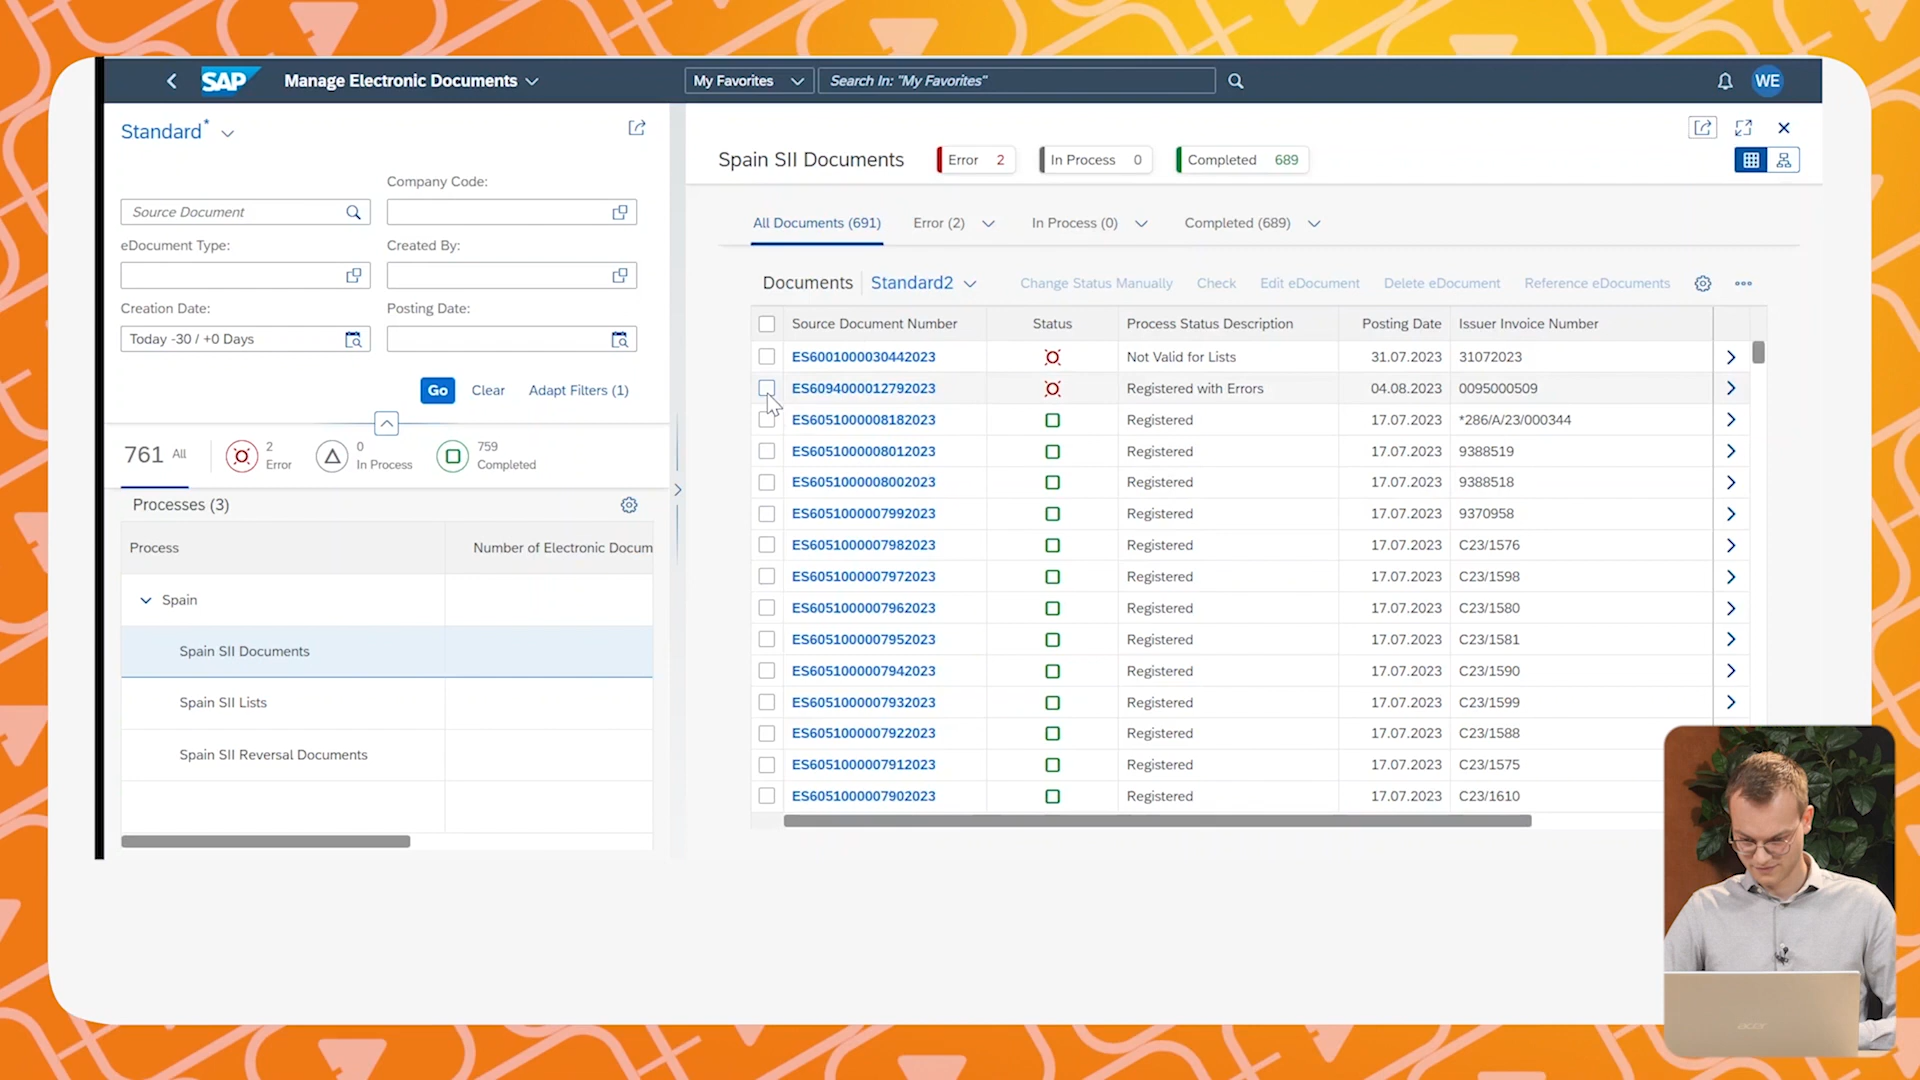 SAP Manage Electronic Documents
My Favorites Search In: "My Favorites"
WE
Standard*
Company Code:
Source Document
eDocument Type: Created By:
Creation Date: Posting Date:
Today -30 / +0 Days
Go Clear Adapt Filters (1)
761 All 2 Error 0 In Process 759 Completed
Processes (3)
Process Number of Electronic Docum
Spain
Spain SII Documents
Spain SII Lists
Spain SII Reversal Documents
Spain SII Documents Error 2 In Process 0 Completed 689
All Documents (691) Error (2) In Process (0) Completed (689)
Documents Standard2 Change Status Manually Check Edit eDocument Delete eDocument Reference eDocuments
Source Document Number Status Process Status Description Posting Date Issuer Invoice Number
ES6001000030442023 Not Valid for Lists 31.07.2023 31072023
ES6094000012792023 Registered with Errors 04.08.2023 0095000509
ES6051000008182023 Registered 17.07.2023 *286/A/23/000344
ES6051000008012023 Registered 17.07.2023 9388519
ES6051000008002023 Registered 17.07.2023 9388518
ES6051000007992023 Registered 17.07.2023 9370958
ES6051000007982023 Registered 17.07.2023 C23/1576
ES6051000007972023 Registered 17.07.2023 C23/1598
ES6051000007962023 Registered 17.07.2023 C23/1580
ES6051000007952023 Registered 17.07.2023 C23/1581
ES6051000007942023 Registered 17.07.2023 C23/1590
ES6051000007932023 Registered 17.07.2023 C23/1599
ES6051000007922023 Registered 17.07.2023 C23/1588
ES6051000007912023 Registered 17.07.2023 C23/1575
ES6051000007902023 Registered 17.07.2023 C23/1610
acer